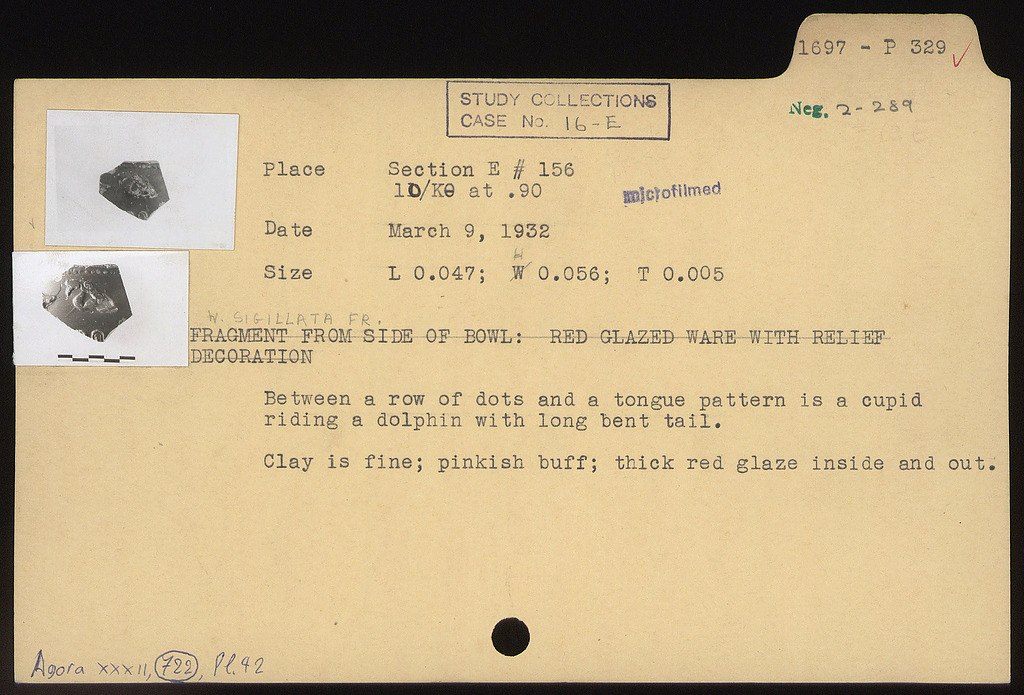 1697 - P 329 ✓
Neg. 2-289
STUDY COLLECTIONS
CASE No. 16-E
Place Section E # 156
10/KΘ at .90
microfilmed
Date March 9, 1932
H
Size L 0.047; W 0.056; T 0.005
W. SIGILLATA FR.
FRAGMENT FROM SIDE OF BOWL: RED GLAZED WARE WITH RELIEF
DECORATION
Between a row of dots and a tongue pattern is a cupid
riding a dolphin with long bent tail.
Clay is fine; pinkish buff; thick red glaze inside and out.
Agora XXXII, 722, Pl. 42